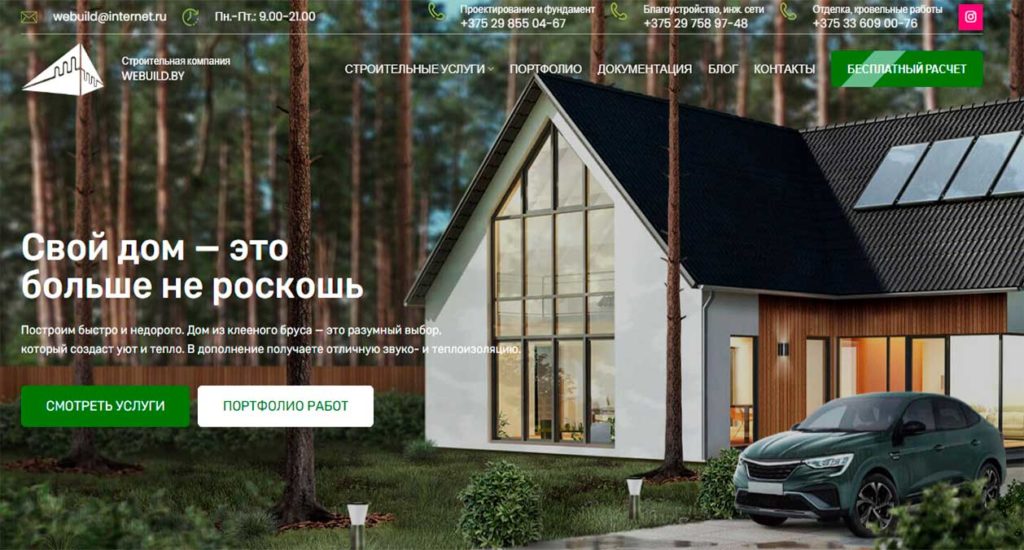 webuild@internet.ru
Пн.-Пт.: 9.00-21.00
Проектирование и фундамент
+375 29 855 04-67
Благоустройство, инж. сети
+375 29 758 97-48
Отделка, кровельные работы
+375 33 609 00-76
Строительная компания
WEBUILD.BY
СТРОИТЕЛЬНЫЕ УСЛУГИ
ПОРТФОЛИО
ДОКУМЕНТАЦИЯ
БЛОГ
КОНТАКТЫ
БЕСПЛАТНЫЙ РАСЧЕТ
Свой дом — это
больше не роскошь
Построим быстро и недорого. Дом из клееного бруса — это разумный выбор,
который создаст уют и тепло. В дополнение получаете отличную звуко- и теплоизоляцию.
СМОТРЕТЬ УСЛУГИ
ПОРТФОЛИО РАБОТ